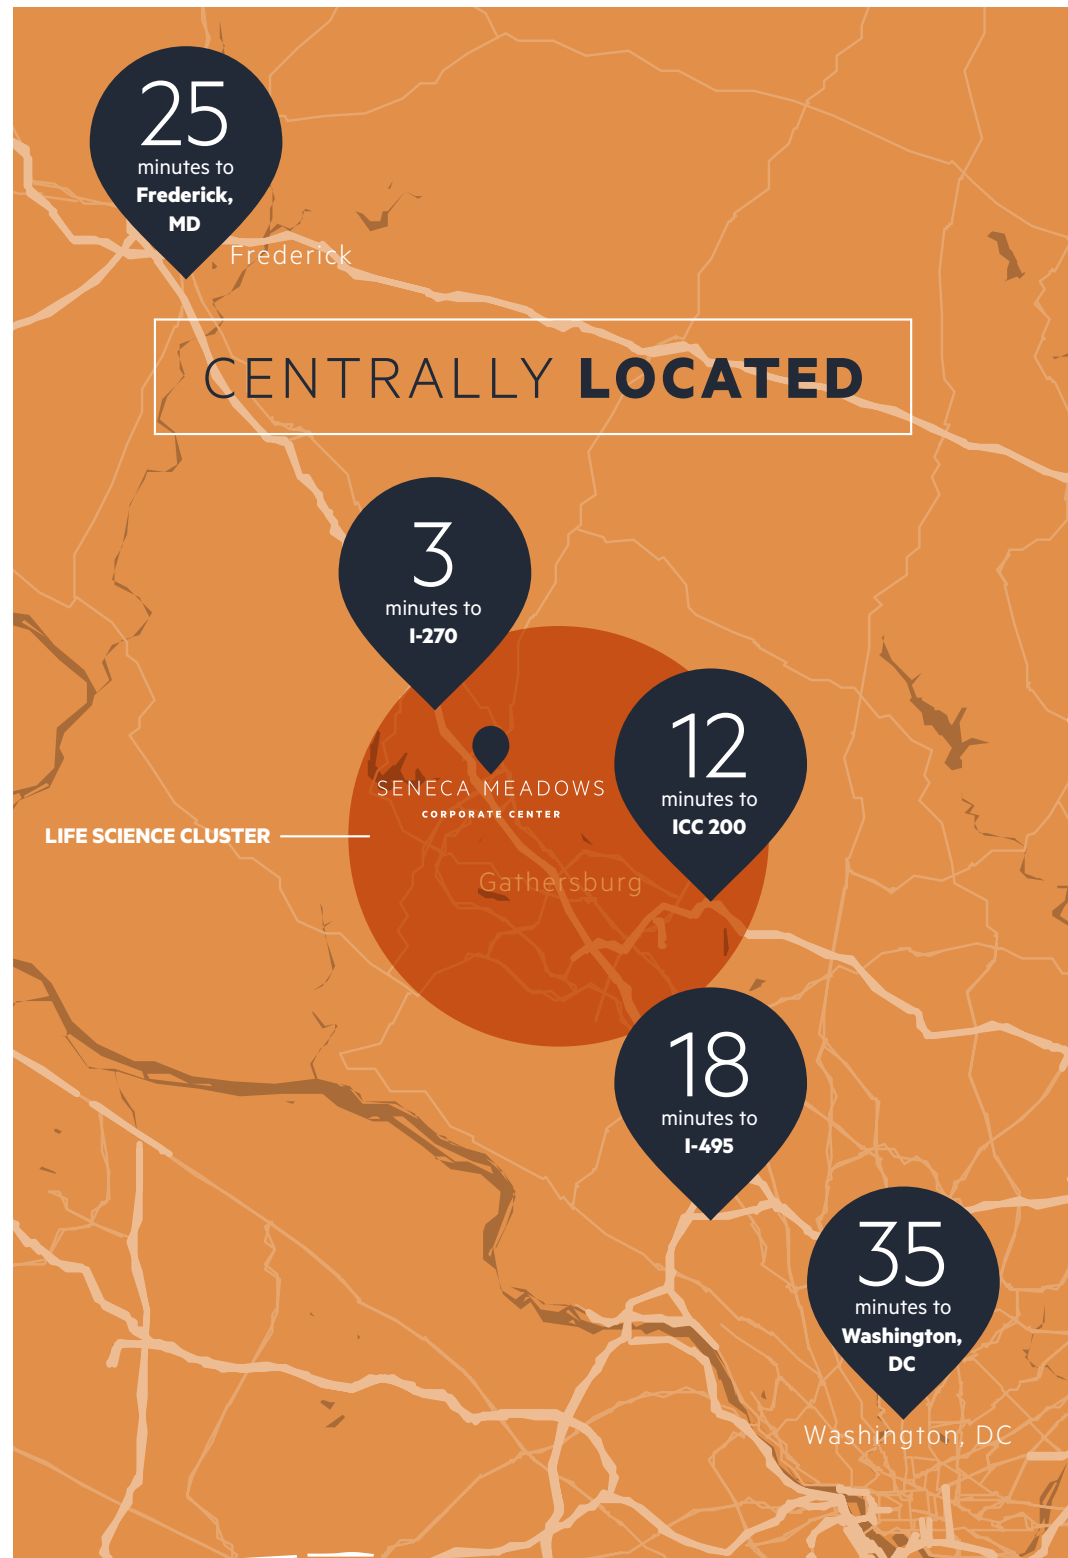 25
minutes to
Frederick,
MD
Frederick
CENTRALLY LOCATED
3
minutes to
I-270
12
minutes to
ICC 200
SENECA MEADOWS
CORPORATE CENTER
LIFE SCIENCE CLUSTER
Gathersburg
18
minutes to
I-495
35
minutes to
Washington,
DC
Washington, DC